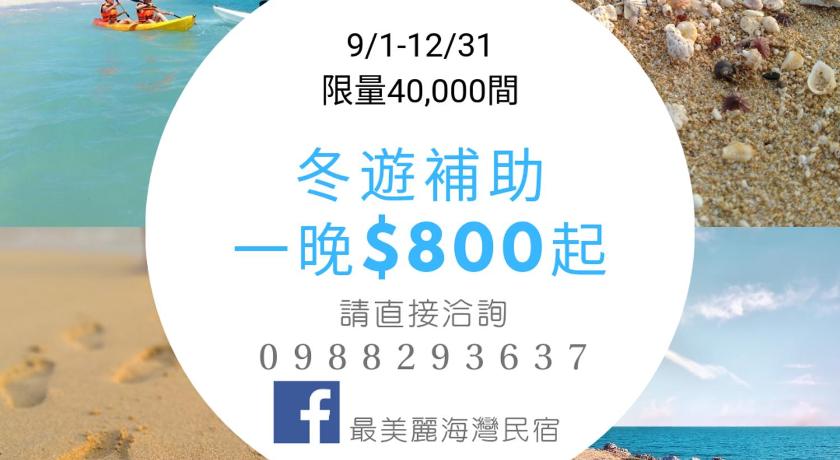 9/1-12/31
限量40,000間
冬遊補助
一晚$800起
請直接洽詢
0988293637
f 最美麗海灣民宿